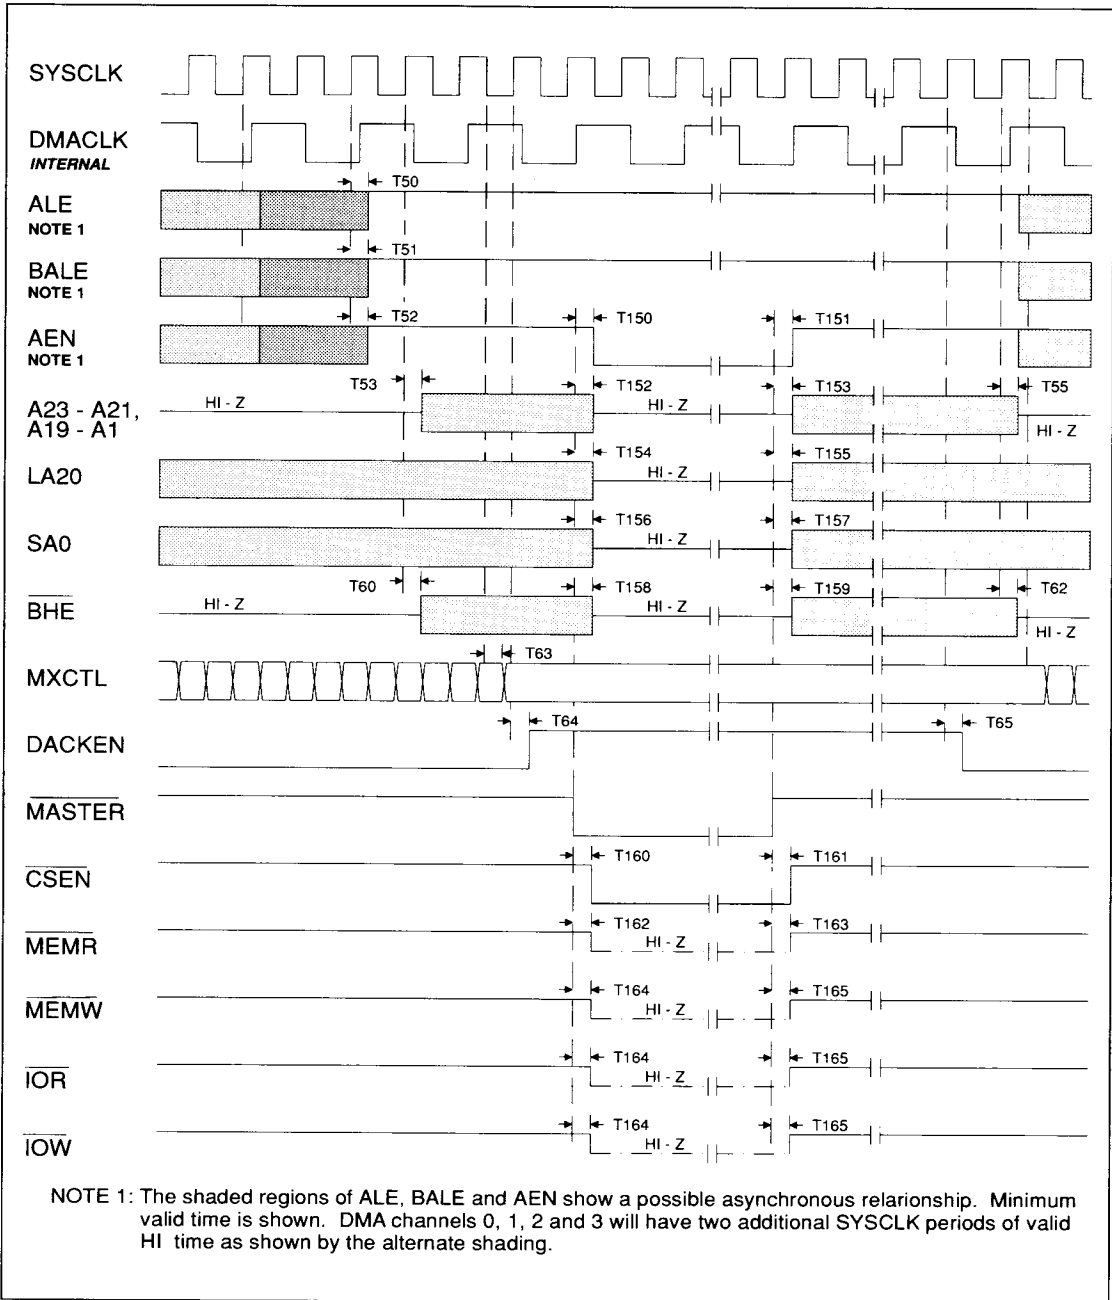 SYSCLK
DMACLK
INTERNAL
T50
ALE
NOTE 1
T51
BALE
NOTE 1
T52 T150 T151
AEN
NOTE 1
T53 T152 T153 T55
HI - Z HI - Z HI - Z
A23 - A21,
A19 - A1
T154 T155
LA20 HI - Z
T156 T157
SA0 HI - Z
T60 T158 T159 T62
BHE HI - Z HI - Z HI - Z
T63
MXCTL
T64 T65
DACKEN
MASTER
T160 T161
CSEN
T162 T163
MEMR HI - Z
T164 T165
MEMW HI - Z
T164 T165
IOR HI - Z
T164 T165
IOW HI - Z
NOTE 1: The shaded regions of ALE, BALE and AEN show a possible asynchronous relarionship. Minimum
valid time is shown. DMA channels 0, 1, 2 and 3 will have two additional SYSCLK periods of valid
HI time as shown by the alternate shading.